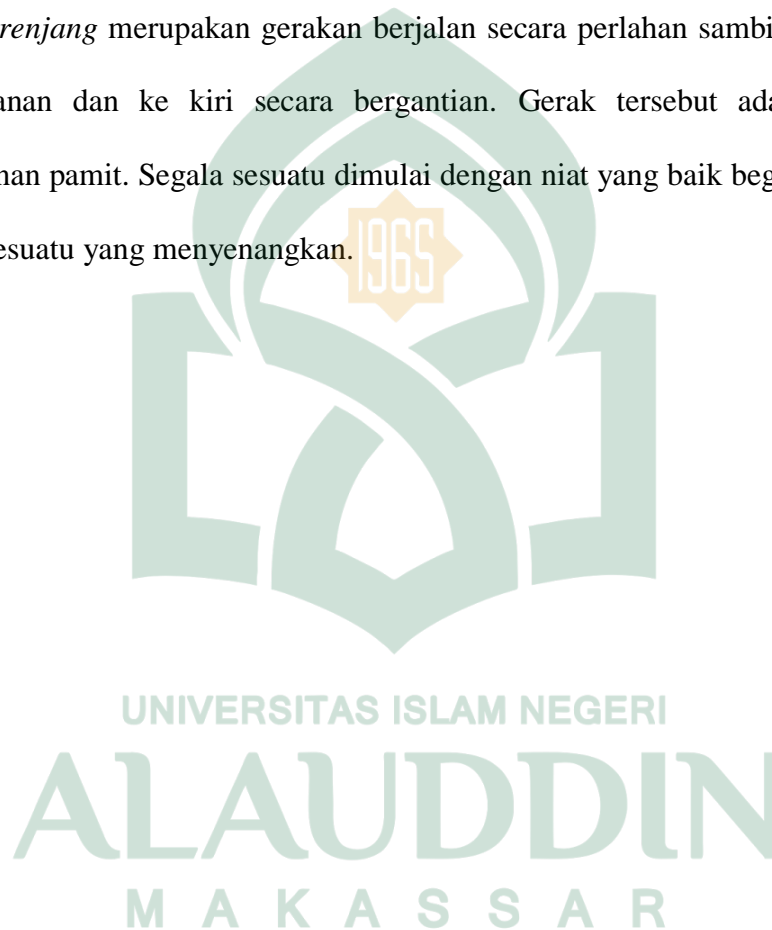 renjang merupakan gerakan berjalan secara perlahan sambi
anan dan ke kiri secara bergantian. Gerak tersebut ada
nan pamit. Segala sesuatu dimulai dengan niat yang baik beg
esuatu yang menyenangkan.
1965
UNIVERSITAS ISLAM NEGERI
ALAUDDIN
MAKASSAR